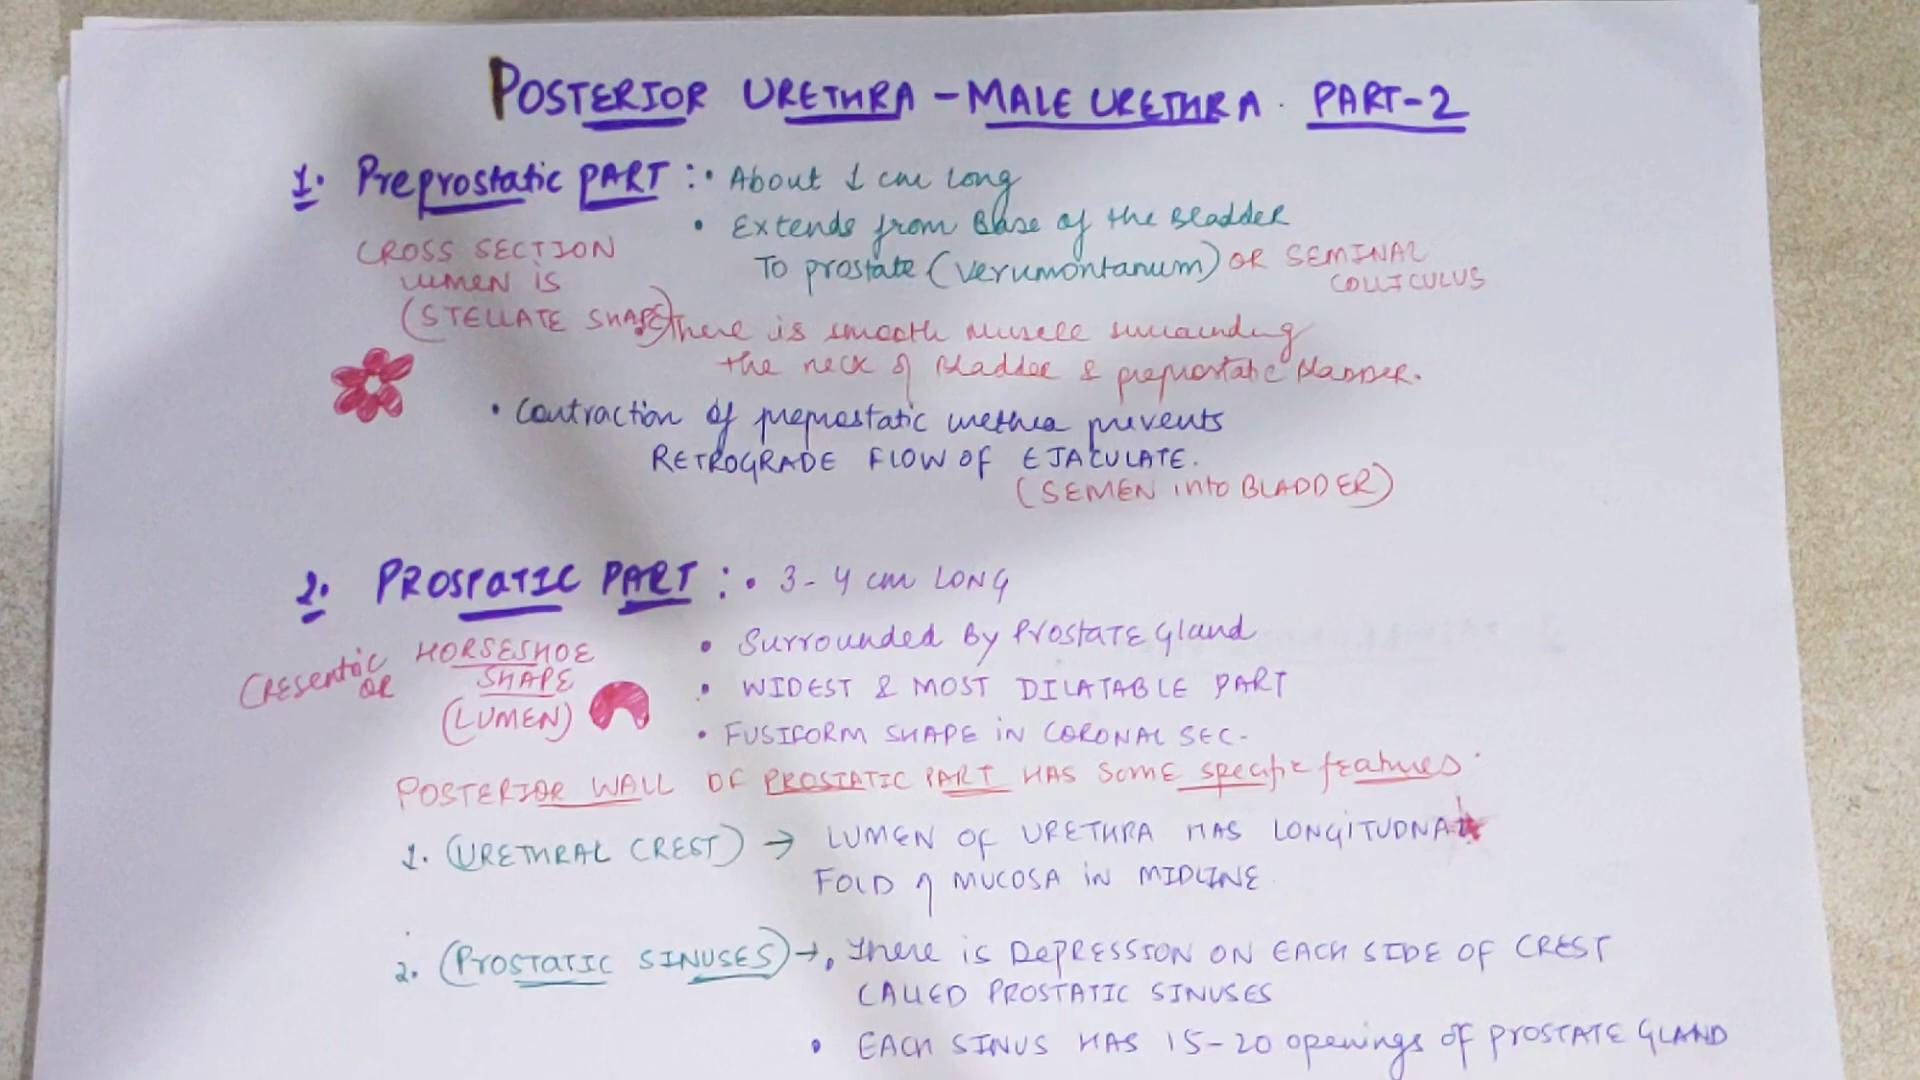 POSTERIOR URETHRA - MALE URETHRA. PART-2
1. Preprostatic PART : • About 1 cm long
• Extends from Base of the Bladder
To prostate (verumontanum) OR SEMINAL
COLLICULUS
CROSS SECTION
lumen is
(STELLATE SHAPE)
• There is smooth muscle surrounding
the neck of Bladder & preprostatic bladder.
• Contraction of preprostatic urethra prevents
RETROGRADE FLOW OF EJACULATE.
(SEMEN into BLADDER)
2. PROSTATIC PART : • 3-4 cm LONG
• Surrounded By Prostate Gland
• WIDEST & MOST DILATABLE PART
• FUSIFORM SHAPE in CORONAL SEC-
Cresentic OR HORSESHOE
SHAPE
(LUMEN)
POSTERIOR WALL OF PROSTATIC PART HAS SOME specific features.
1. (URETHRAL CREST) → LUMEN OF URETHRA HAS LONGITUDNAL
FOLD of MUCOSA in MIDLINE
2. (PROSTATIC SINUSES) → • There is DEPRESSION ON EACH SIDE OF CREST
CALLED PROSTATIC SINUSES
• EACH SINUS HAS 15-20 openings of PROSTATE GLAND